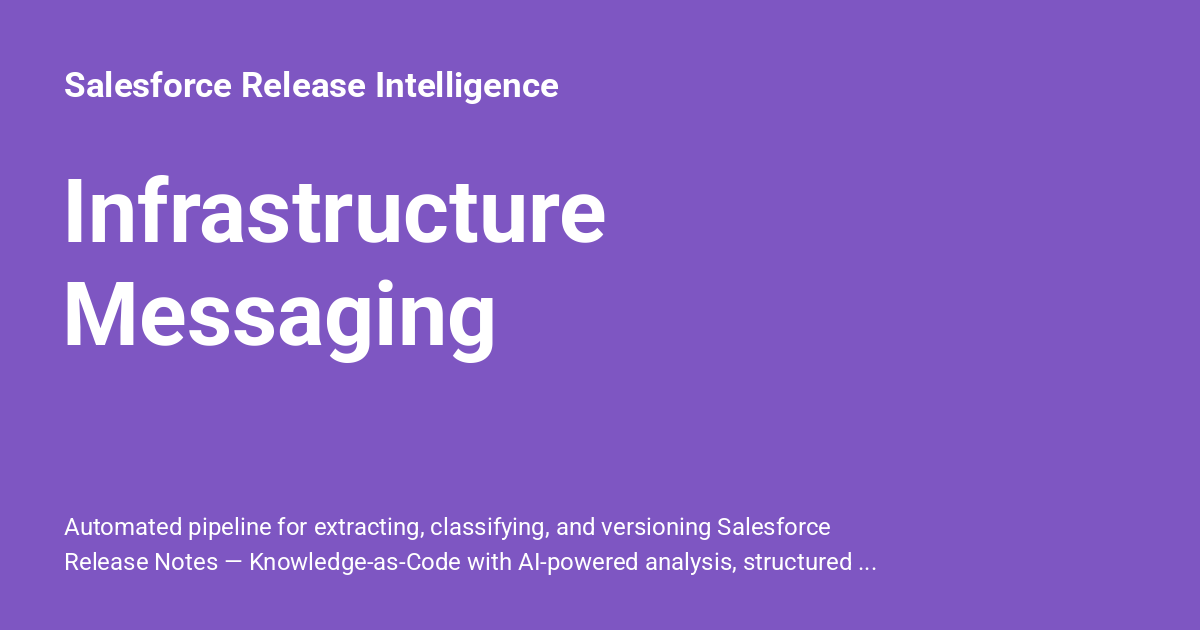 Salesforce Release Intelligence
Infrastructure
Messaging
Automated pipeline for extracting, classifying, and versioning Salesforce
Release Notes — Knowledge-as-Code with AI-powered analysis, structured ...